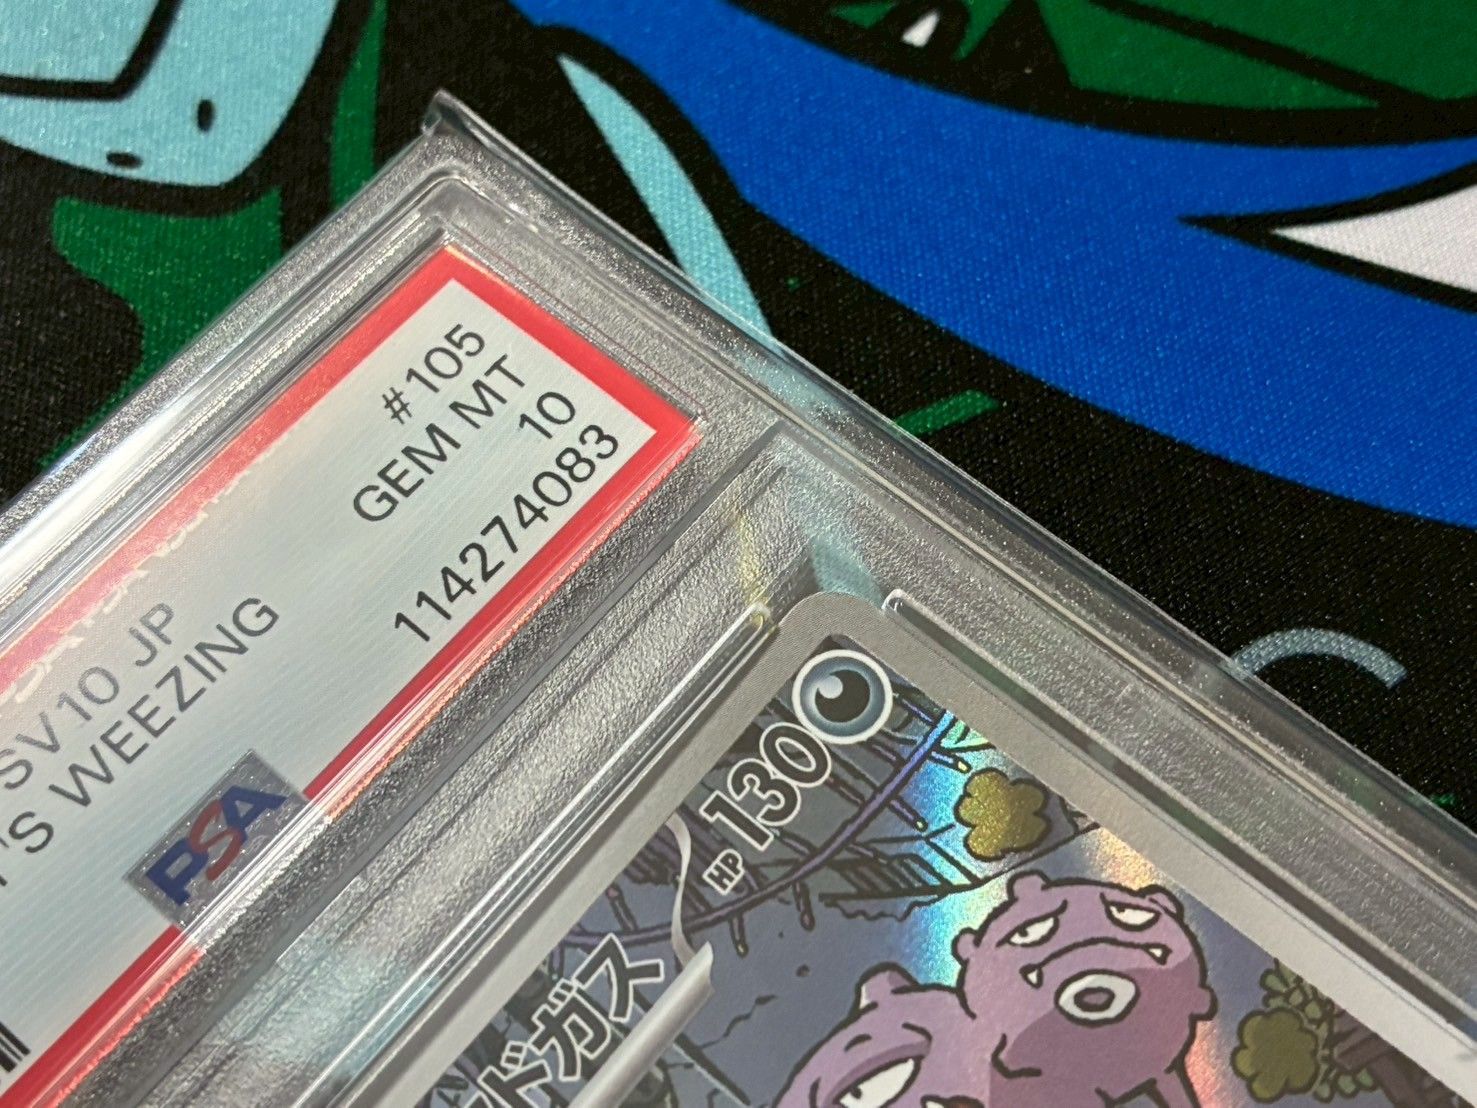 #105
GEM MT
10
114274083
SV10 JP
'S WEEZING
PSA
HP 130
ドガス